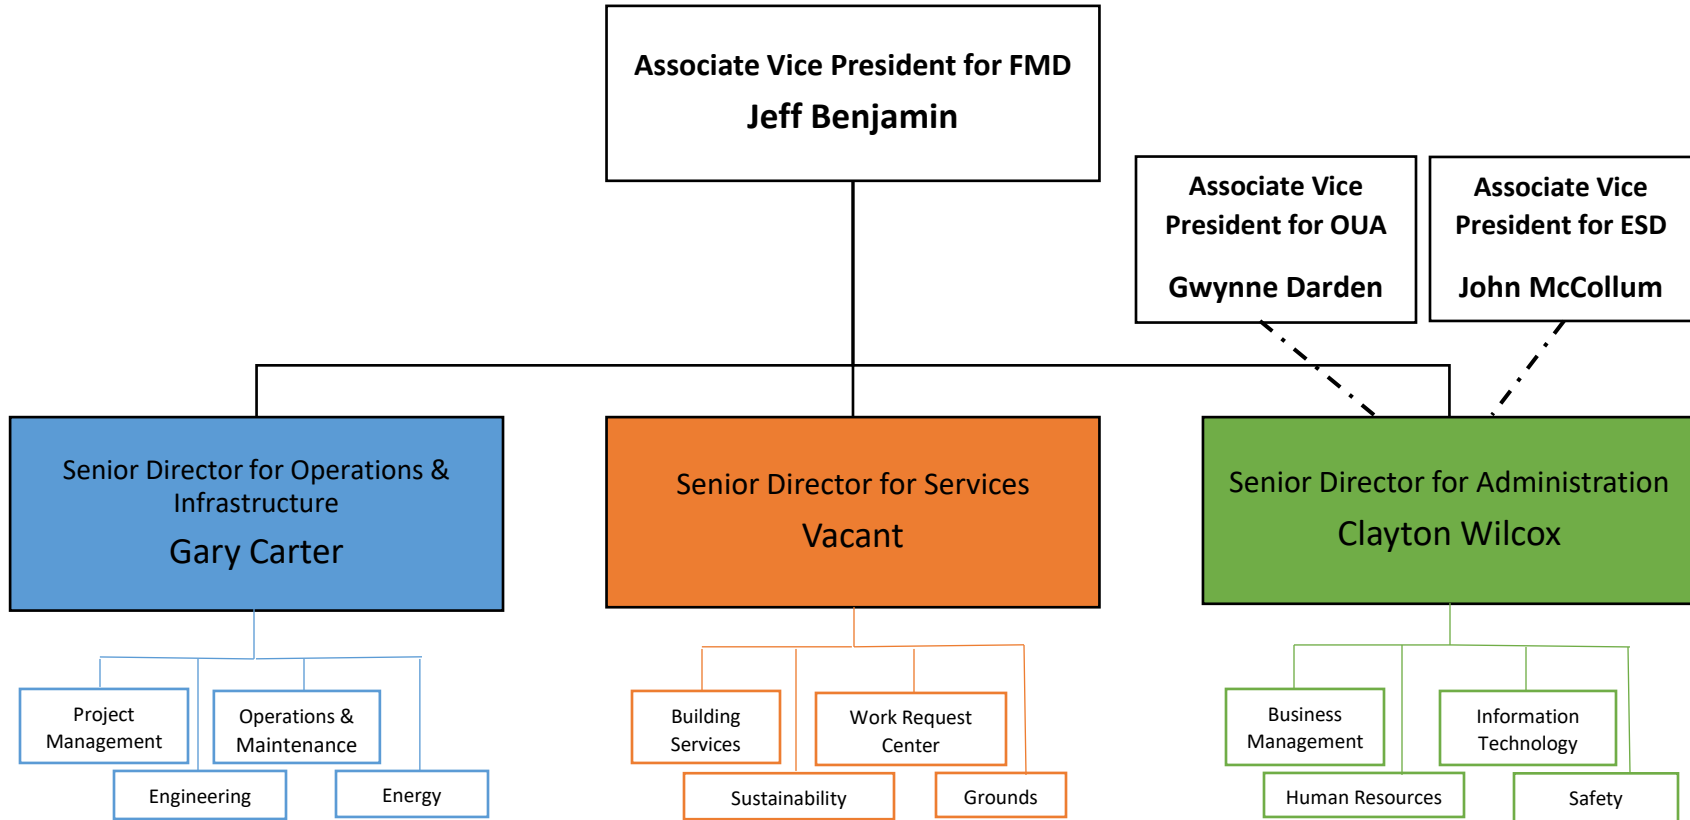 Associate Vice President for FMD
Jeff Benjamin
Associate Vice
President for OUA
Gwynne Darden
Associate Vice
President for ESD
John McCollum
Senior Director for Operations &
Infrastructure
Gary Carter
Senior Director for Services
Vacant
Senior Director for Administration
Clayton Wilcox
Project
Management
Operations &
Maintenance
Engineering
Energy
Building
Services
Work Request
Center
Sustainability
Grounds
Business
Management
Information
Technology
Human Resources
Safety